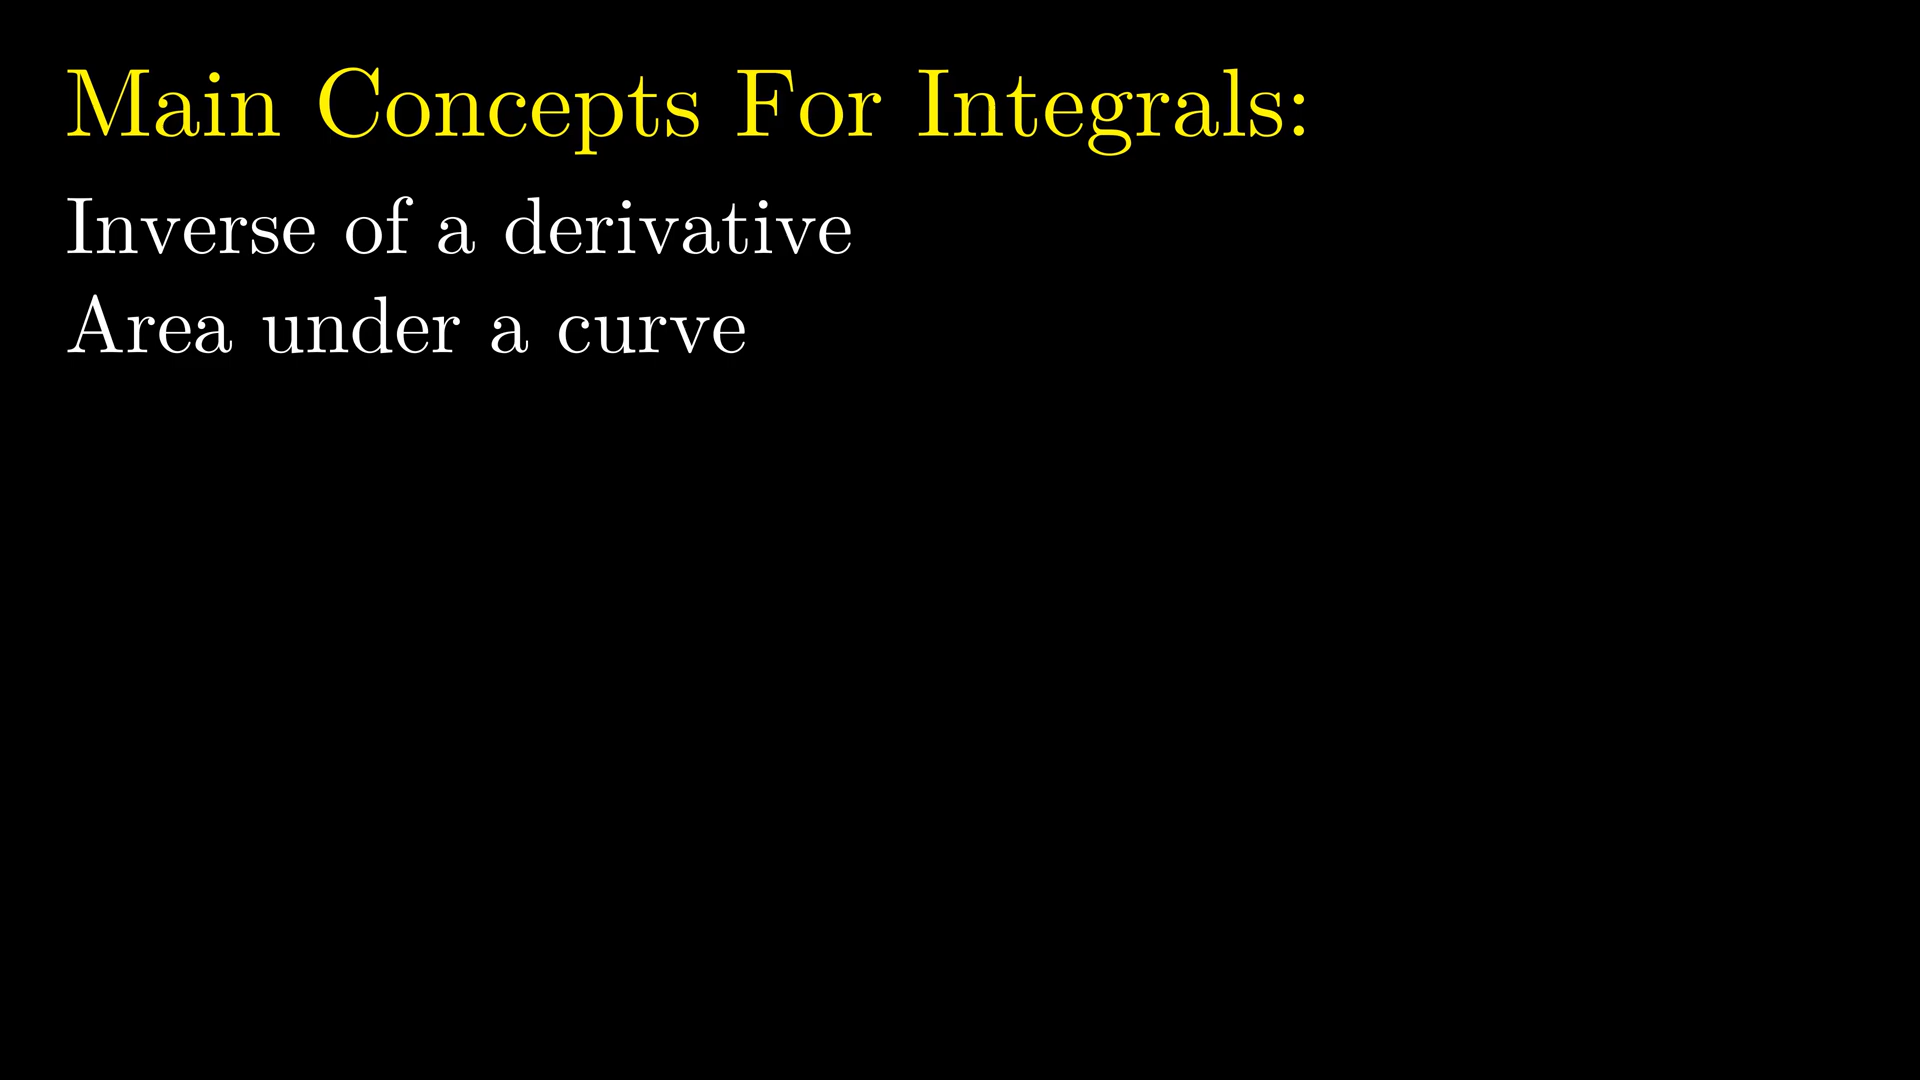 Main Concepts For Integrals:
Inverse of a derivative
Area under a curve